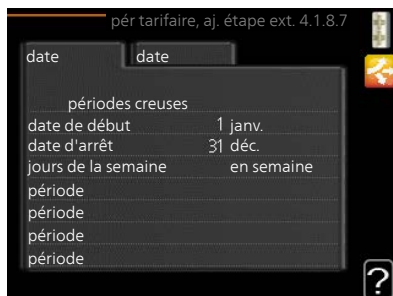 pér tarifaire, aj. étape ext. 4.1.8.7
date date
périodes creuses
date de début 1 janv.
date d'arrêt 31 déc.
jours de la semaine en semaine
période
période
période
période
?